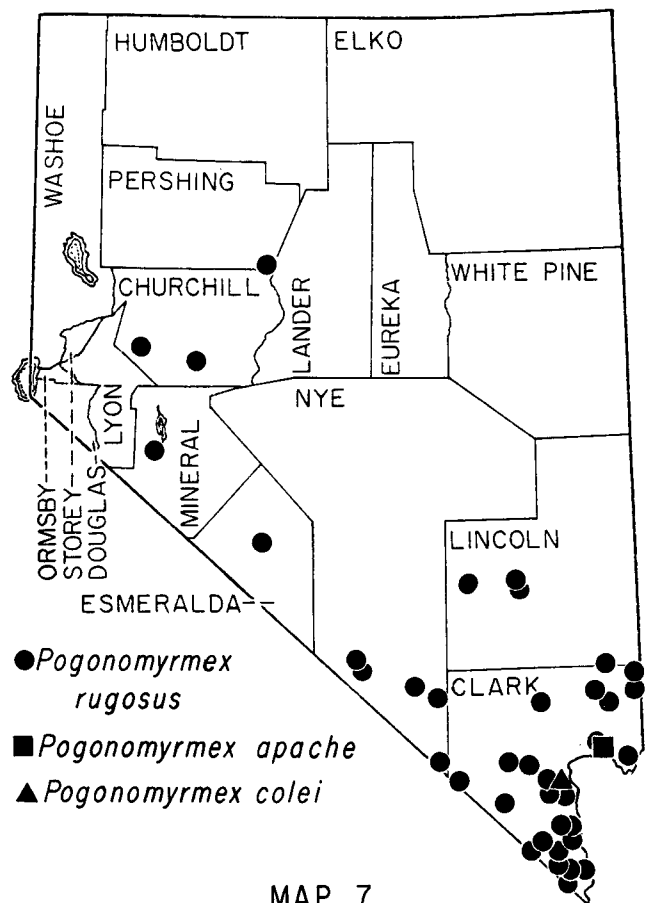 HUMBOLDT
ELKO
WASHOE
PERSHING
CHURCHILL
LANDER
EUREKA
WHITE PINE
LYON
NYE
MINERAL
ORMSBY
STOREY
DOUGLAS
LINCOLN
ESMERALDA
CLARK
Pogonomyrmex
rugosus
Pogonomyrmex apache
Pogonomyrmex colei
MAP 7